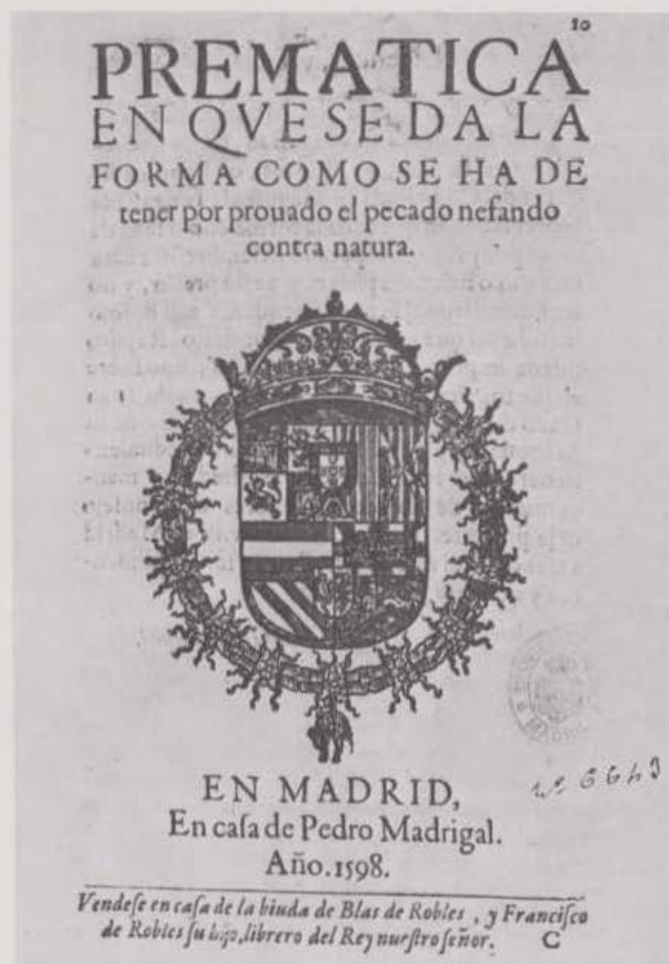 10
PREMATICA
EN QVE SE DA LA
FORMA COMO SE HA DE
tener por prouado el pecado nefando
contra natura.
EN MADRID,
En caſa de Pedro Madrigal.
Año.1598.
Vendeſe en caſa de la biuda de Blas de Robles, y Franciſco
de Robles ſu hijo, librero del Rey nueſtro ſeñor. C